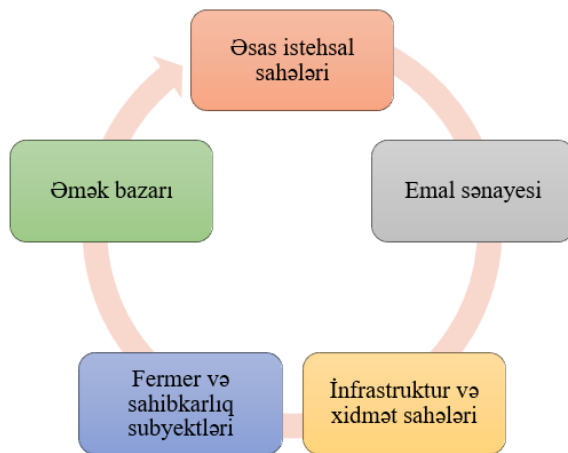 Əsas istehsal
sahələri
Emal sənayesi
İnfrastruktur və
xidmət sahələri
Fermer və
sahibkarlıq
subyektləri
Əmək bazarı